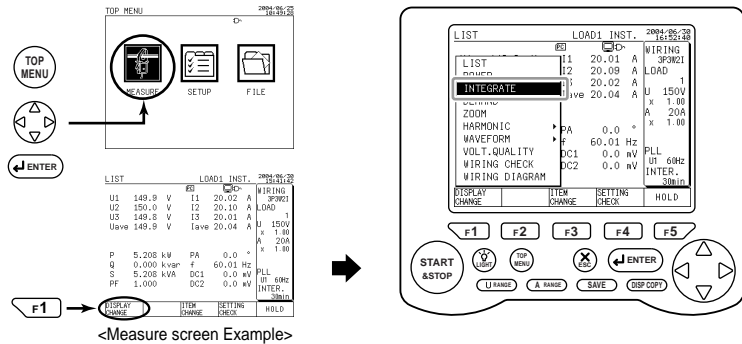 TOP MENU 2004/06/25
10:49:28
TOP
MENU
MEASURE SETUP FILE
ENTER
LIST LOAD1 INST. 2004/06/30
15:41:42
PC
WIRING
3P3W2I
U1 149.9 V I1 20.02 A
U2 150.0 V I2 20.10 A LOAD
U3 149.8 V I3 20.01 A 1
Uave 149.9 V Iave 20.04 A U 150V
x 1.00
A 20A
x 1.00
P 5.208 kW PA 0.0 °
Q 0.000 kvar f 60.01 Hz
S 5.208 kVA DC1 0.0 mV PLL
PF 1.000 DC2 0.0 mV U1 60Hz
INTER.
30min
F1
DISPLAY
CHANGE
ITEM
CHANGE
SETTING
CHECK
HOLD
<Measure screen Example>
LIST LOAD1 INST. 2004/06/30
16:52:40
PC
WIRING
3P3W2I
LIST
POWER
INTEGRATE
DEMAND
ZOOM
HARMONIC
WAVEFORM
VOLT.QUALITY
WIRING CHECK
WIRING DIAGRAM
I1 20.01 A
I2 20.09 A
20.02 A
ave 20.04 A
PA 0.0 °
f 60.01 Hz
DC1 0.0 mV
DC2 0.0 mV
LOAD
1
U 150V
x 1.00
A 20A
x 1.00
PLL
U1 60Hz
INTER.
30min
DISPLAY
CHANGE
ITEM
CHANGE
SETTING
CHECK
HOLD
F1 F2 F3 F4 F5
START
&STOP
LIGHT
TOP
MENU
ESC
ENTER
U RANGE A RANGE SAVE DISP COPY